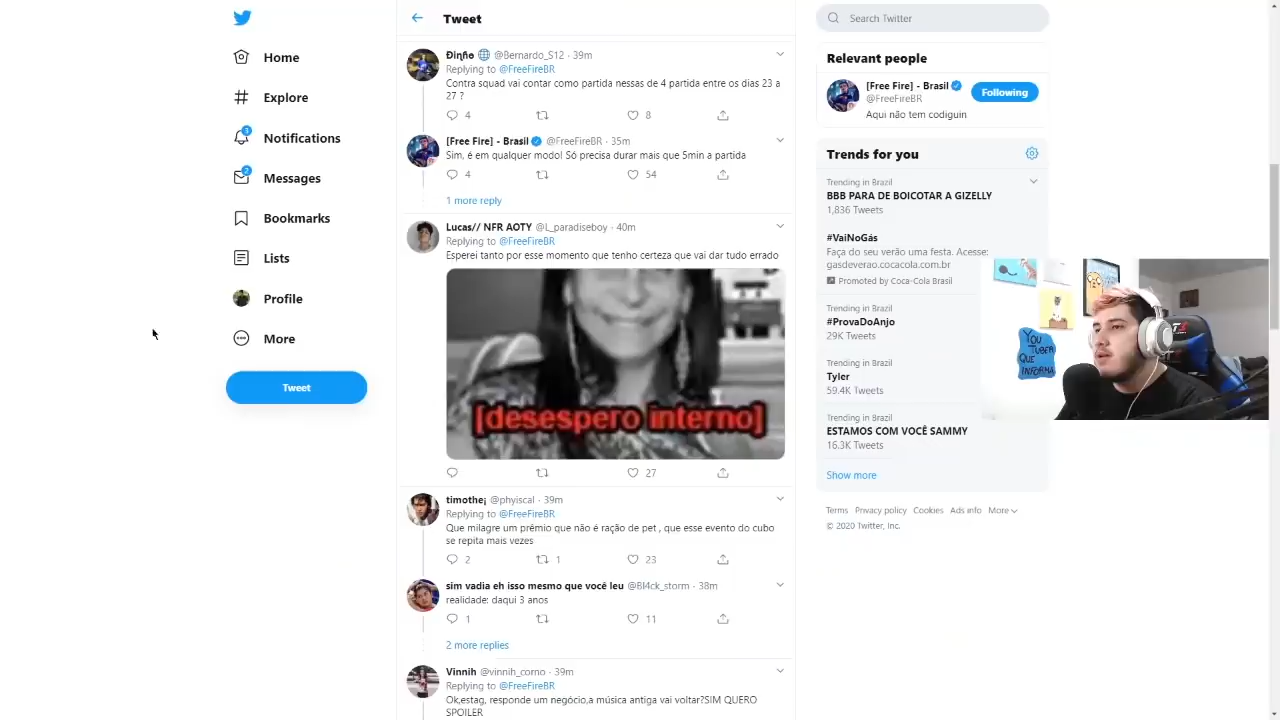 Home
Explore
3
Notifications
2
Messages
Bookmarks
Lists
Profile
More
Tweet
Tweet
Điɳɦø 🌐 @Bernardo_S12 · 39m
Replying to @FreeFireBR
Contra squad vai contar como partida nessas de 4 partida entre os dias 23 a
27 ?
4 8
[Free Fire] - Brasil @FreeFireBR · 35m
Sim, é em qualquer modo! Só precisa durar mais que 5min a partida
4 54
1 more reply
Lucas// NFR AOTY @L_paradiseboy · 40m
Replying to @FreeFireBR
Esperei tanto por esse momento que tenho certeza que vai dar tudo errado
[desespero interno]
27
timothe¡ @phyiscal · 39m
Replying to @FreeFireBR
Que milagre um prêmio que não é ração de pet , que esse evento do cubo
se repita mais vezes
2 1 23
sim vadia eh isso mesmo que você leu @Bl4ck_storm · 38m
realidade: daqui 3 anos
1 11
2 more replies
Vinnih @vinnih_corno · 39m
Replying to @FreeFireBR
Ok,estag, responde um negócio,a música antiga vai voltar?SIM QUERO
SPOILER
Search Twitter
Relevant people
[Free Fire] - Brasil
@FreeFireBR
Following
Aqui não tem codiguin
Trends for you
Trending in Brazil
BBB PARA DE BOICOTAR A GIZELLY
1,836 Tweets
#VaiNoGás
Faça do seu verão uma festa. Acesse:
gasdeverao.cocacola.com.br
Promoted by Coca-Cola Brasil
Trending in Brazil
#ProvaDoAnjo
29K Tweets
Trending in Brazil
Tyler
59.4K Tweets
Trending in Brazil
ESTAMOS COM VOCÊ SAMMY
16.3K Tweets
Show more
Terms Privacy policy Cookies Ads info More
© 2020 Twitter, Inc.
YOU
TUBER
QUE
INFORMA